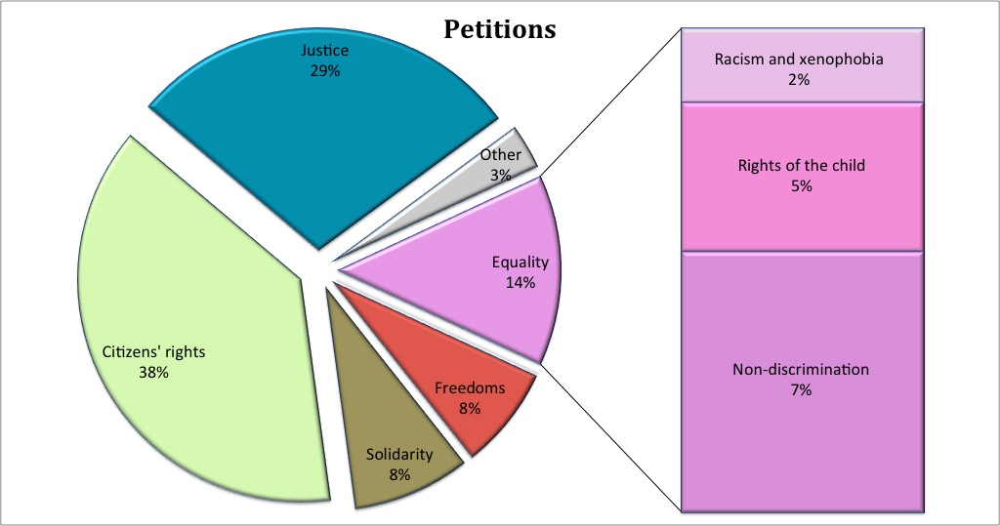 Petitions
Justice
29%
Other
3%
Equality
14%
Freedoms
8%
Solidarity
8%
Citizens' rights
38%
Racism and xenophobia
2%
Rights of the child
5%
Non-discrimination
7%